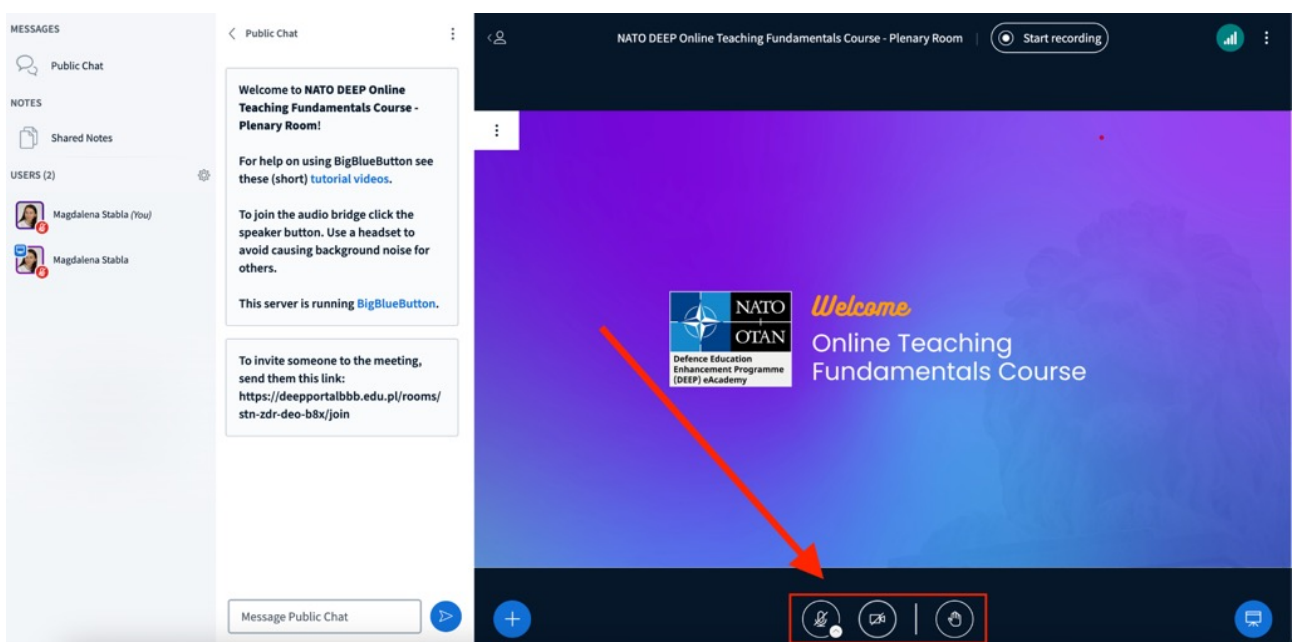 MESSAGES
Public Chat
NOTES
Shared Notes
USERS (2)
Magdalena Stabla (You)
Magdalena Stabla
Public Chat
Welcome to NATO DEEP Online
Teaching Fundamentals Course -
Plenary Room!
For help on using BigBlueButton see
these (short) tutorial videos.
To join the audio bridge click the
speaker button. Use a headset to
avoid causing background noise for
others.
This server is running BigBlueButton.
To invite someone to the meeting,
send them this link:
https://deepportalbbb.edu.pl/rooms/
stn-zdr-deo-b8x/join
Message Public Chat
NATO DEEP Online Teaching Fundamentals Course - Plenary Room
Start recording
NATO
OTAN
Defence Education
Enhancement Programme
(DEEP) eAcademy
Welcome
Online Teaching
Fundamentals Course